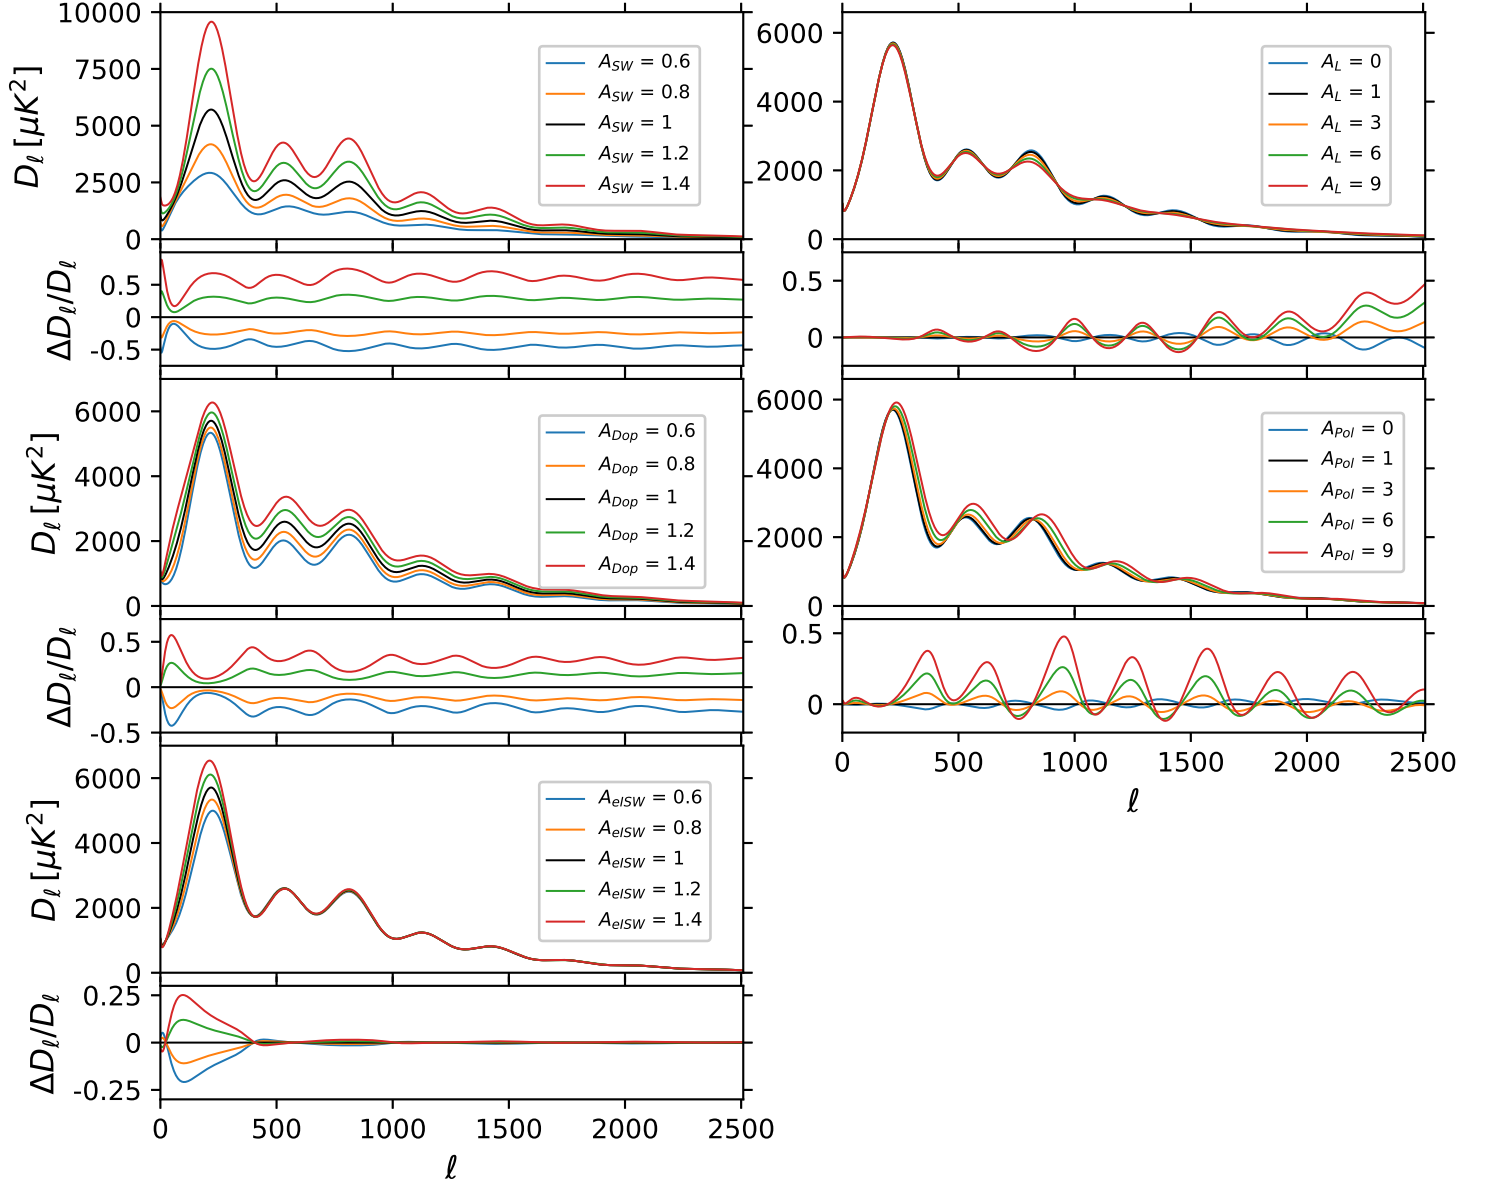 10000
7500
5000
2500
0
D_ℓ [μK²]
A_SW = 0.6
A_SW = 0.8
A_SW = 1
A_SW = 1.2
A_SW = 1.4
0.5
0
-0.5
ΔD_ℓ/D_ℓ
6000
4000
2000
0
D_ℓ [μK²]
A_Dop = 0.6
A_Dop = 0.8
A_Dop = 1
A_Dop = 1.2
A_Dop = 1.4
0.5
0
-0.5
ΔD_ℓ/D_ℓ
6000
4000
2000
0
D_ℓ [μK²]
A_eISW = 0.6
A_eISW = 0.8
A_eISW = 1
A_eISW = 1.2
A_eISW = 1.4
0.25
0
-0.25
ΔD_ℓ/D_ℓ
0 500 1000 1500 2000 2500
ℓ
6000
4000
2000
0
A_L = 0
A_L = 1
A_L = 3
A_L = 6
A_L = 9
0.5
0
6000
4000
2000
0
A_Pol = 0
A_Pol = 1
A_Pol = 3
A_Pol = 6
A_Pol = 9
0.5
0
0 500 1000 1500 2000 2500
ℓ